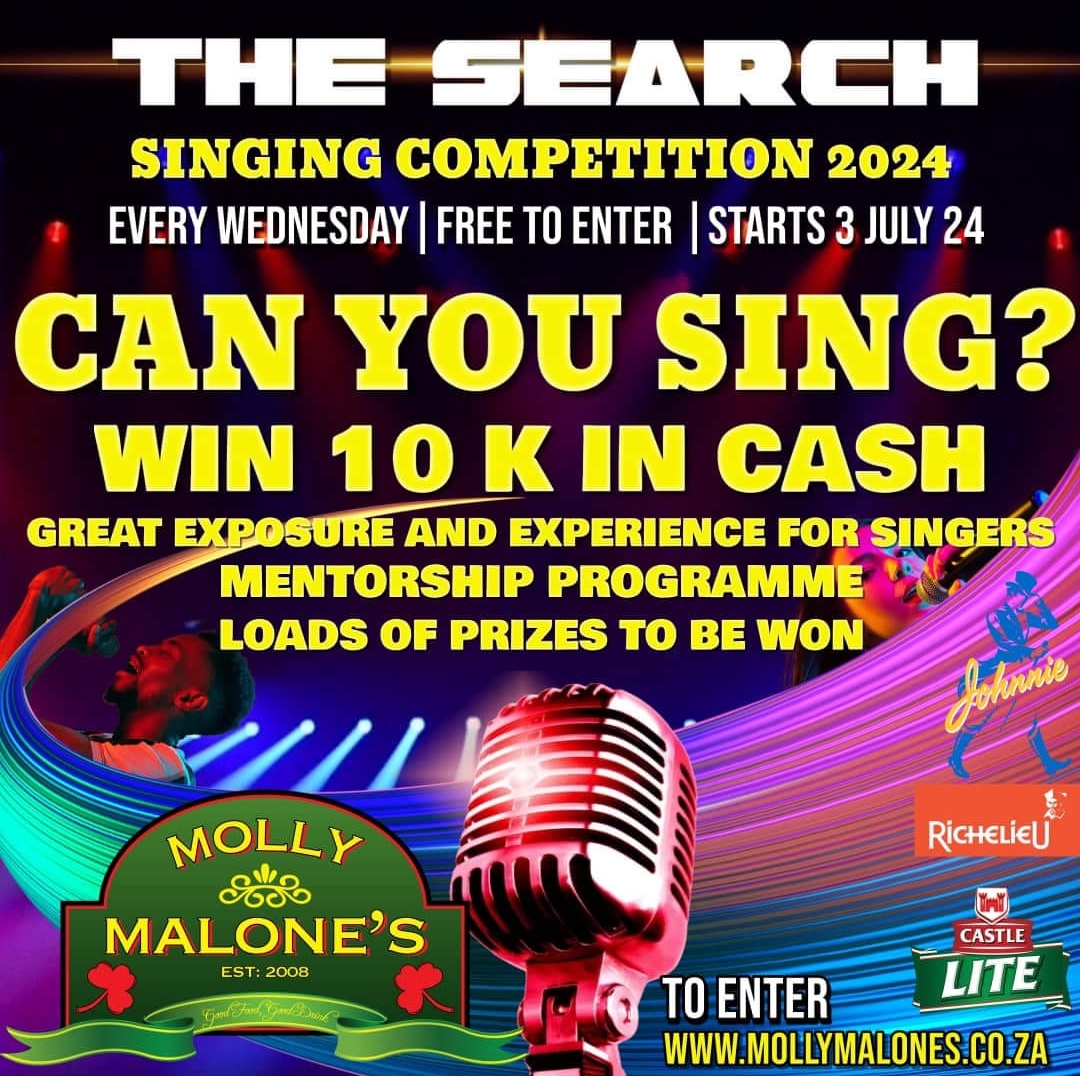 THE SEARCH
SINGING COMPETITION 2024
EVERY WEDNESDAY | FREE TO ENTER | STARTS 3 JULY 24
CAN YOU SING?
WIN 10 K IN CASH
GREAT EXPOSURE AND EXPERIENCE FOR SINGERS
MENTORSHIP PROGRAMME
LOADS OF PRIZES TO BE WON
Johnnie
RICHELIEU
CASTLE
LITE
MOLLY
MALONE'S
EST: 2008
Good Food, Good Drink
TO ENTER
WWW.MOLLYMALONES.CO.ZA